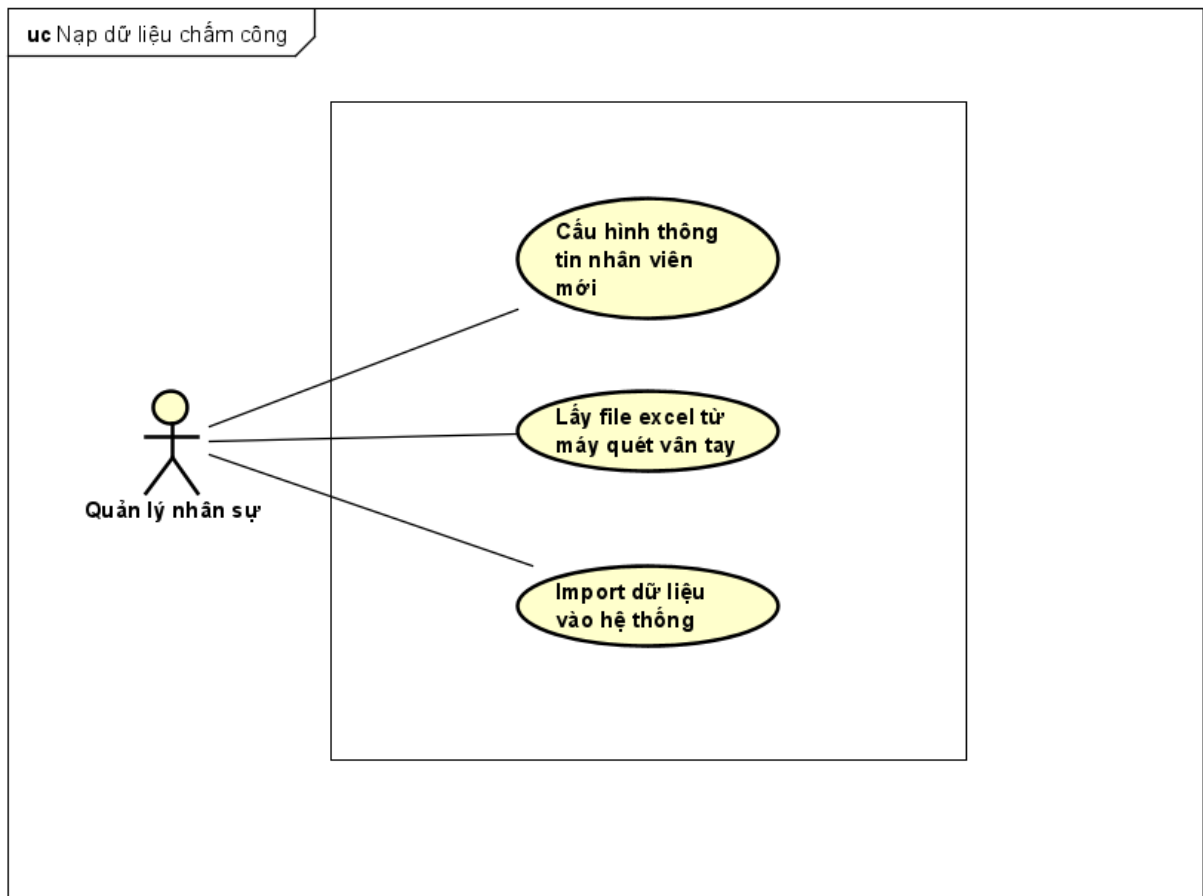 uc Nạp dữ liệu chấm công
Cấu hình thông
tin nhân viên
mới
Lấy file excel từ
máy quét vân tay
Quản lý nhân sự
Import dữ liệu
vào hệ thống